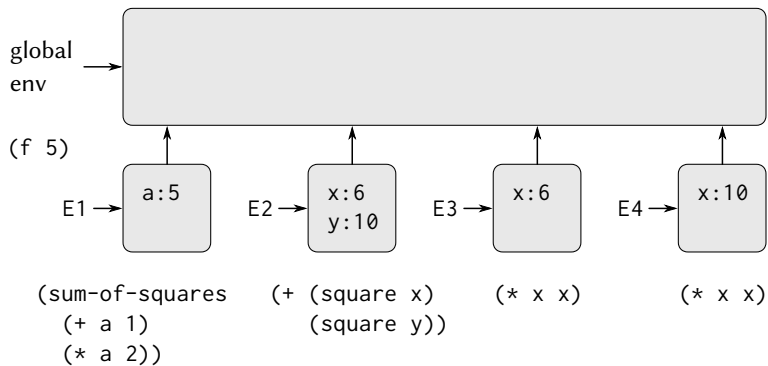 global
env
(f 5)
E1
a:5
E2
x:6
y:10
E3
x:6
E4
x:10
(sum-of-squares
(+ a 1)
(* a 2))
(+ (square x)
(square y))
(* x x)
(* x x)